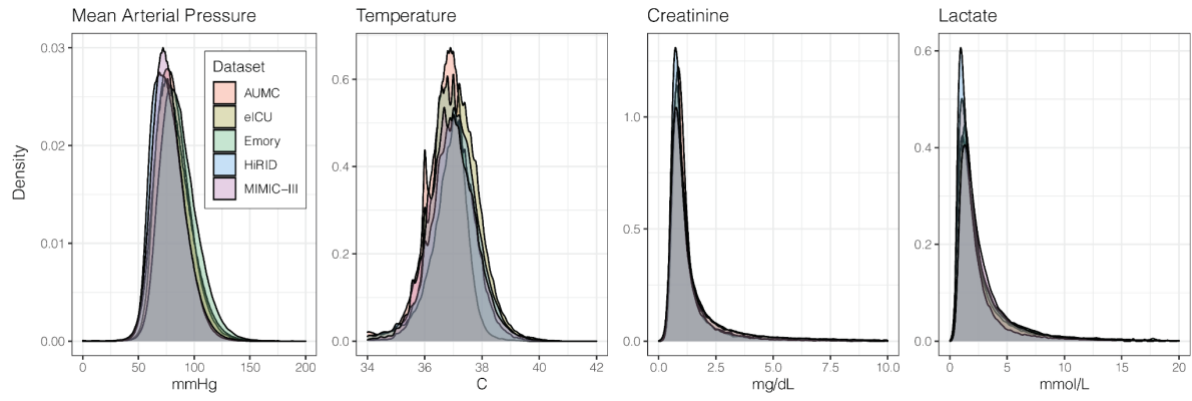 Mean Arterial Pressure
Temperature
Creatinine
Lactate
Density
0.03
0.02
0.01
0.00
Dataset
AUMC
eICU
Emory
HiRID
MIMIC-III
0 50 100 150 200
mmHg
0.6
0.4
0.2
0.0
34 36 38 40 42
C
1.0
0.5
0.0
0.0 2.5 5.0 7.5 10.0
mg/dL
0.6
0.4
0.2
0.0
0 5 10 15 20
mmol/L